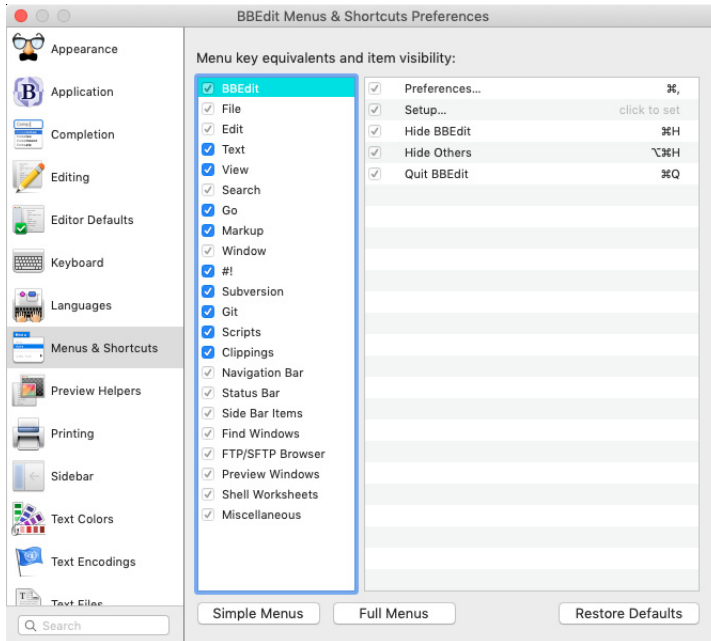 BBEdit Menus & Shortcuts Preferences
Appearance
Application
Completion
Editing
Editor Defaults
Keyboard
Languages
Menus & Shortcuts
Preview Helpers
Printing
Sidebar
Text Colors
Text Encodings
Text Files
Search
Menu key equivalents and item visibility:
BBEdit
File
Edit
Text
View
Search
Go
Markup
Window
#!
Subversion
Git
Scripts
Clippings
Navigation Bar
Status Bar
Side Bar Items
Find Windows
FTP/SFTP Browser
Preview Windows
Shell Worksheets
Miscellaneous
Preferences... ⌘,
Setup... click to set
Hide BBEdit ⌘H
Hide Others ⌥⌘H
Quit BBEdit ⌘Q
Simple Menus Full Menus Restore Defaults